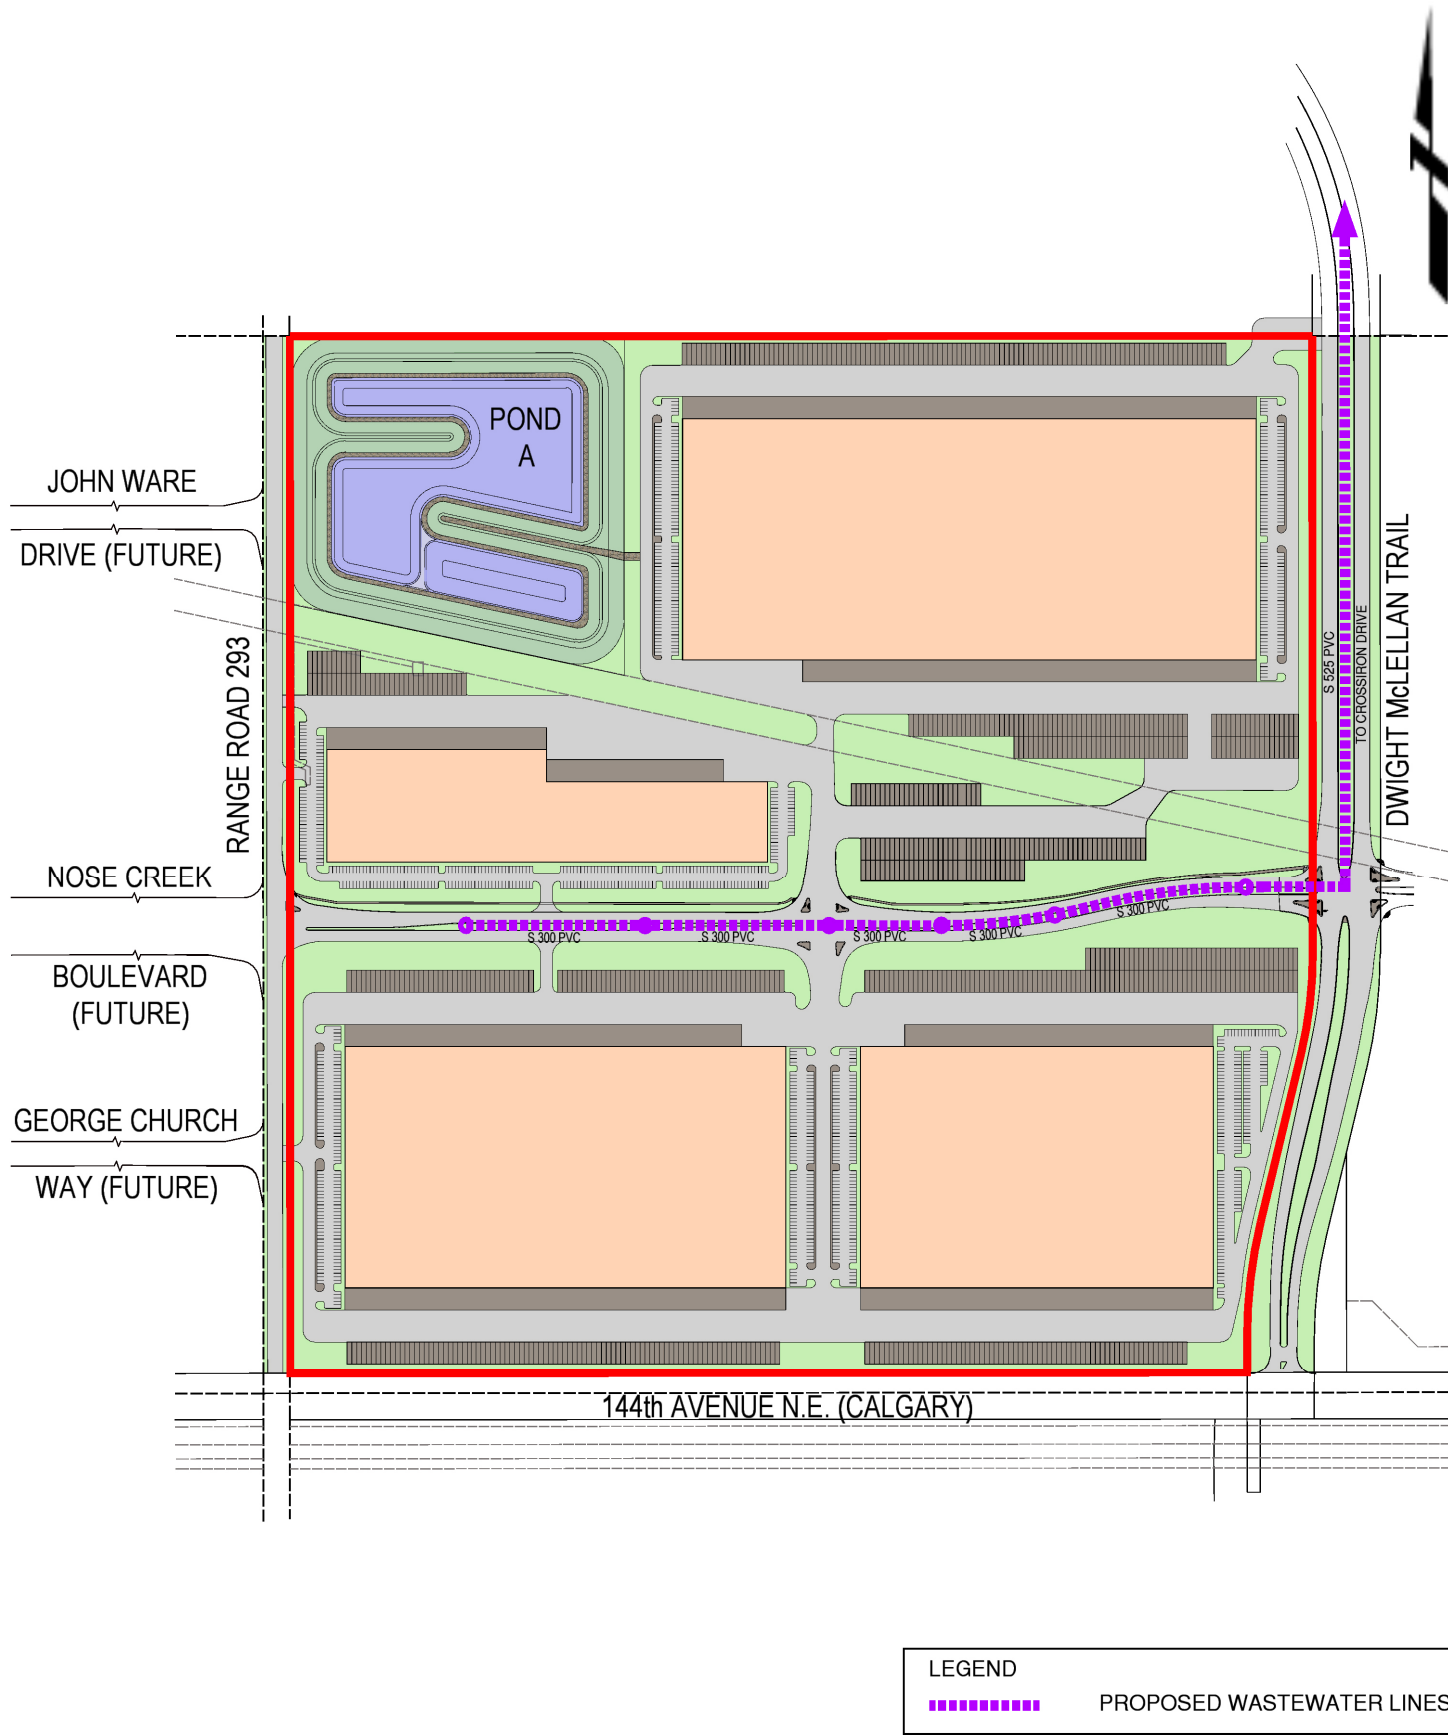 POND
A
JOHN WARE
DRIVE (FUTURE)
RANGE ROAD 293
S 525 PVC
TO CROSSIRON DRIVE
DWIGHT McLELLAN TRAIL
NOSE CREEK
BOULEVARD
(FUTURE)
S 300 PVC
S 300 PVC
S 300 PVC
S 300 PVC
S 300 PVC
GEORGE CHURCH
WAY (FUTURE)
144th AVENUE N.E. (CALGARY)
LEGEND
PROPOSED WASTEWATER LINES